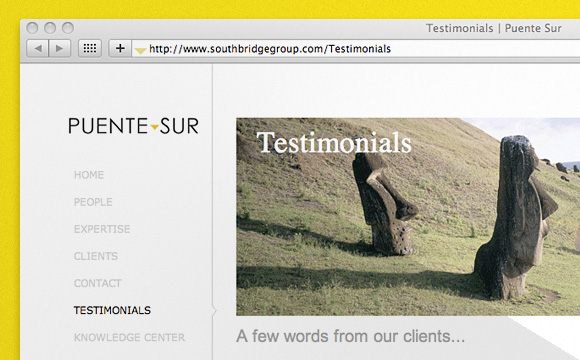 Testimonials | Puente Sur
http://www.southbridgegroup.com/Testimonials
PUENTE SUR
Testimonials
HOME
PEOPLE
EXPERTISE
CLIENTS
CONTACT
TESTIMONIALS
KNOWLEDGE CENTER
A few words from our clients...